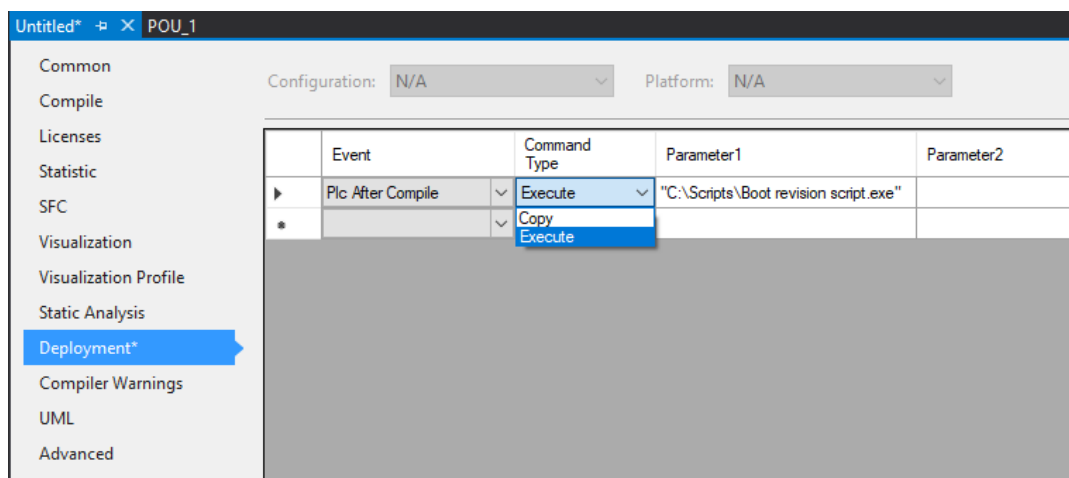 Untitled* POU_1
Common
Configuration: N/A Platform: N/A
Compile
Licenses
Event Command Type Parameter1 Parameter2
Statistic
Plc After Compile Execute "C:\Scripts\Boot revision script.exe"
SFC
Copy
Execute
Visualization
Visualization Profile
Static Analysis
Deployment*
Compiler Warnings
UML
Advanced